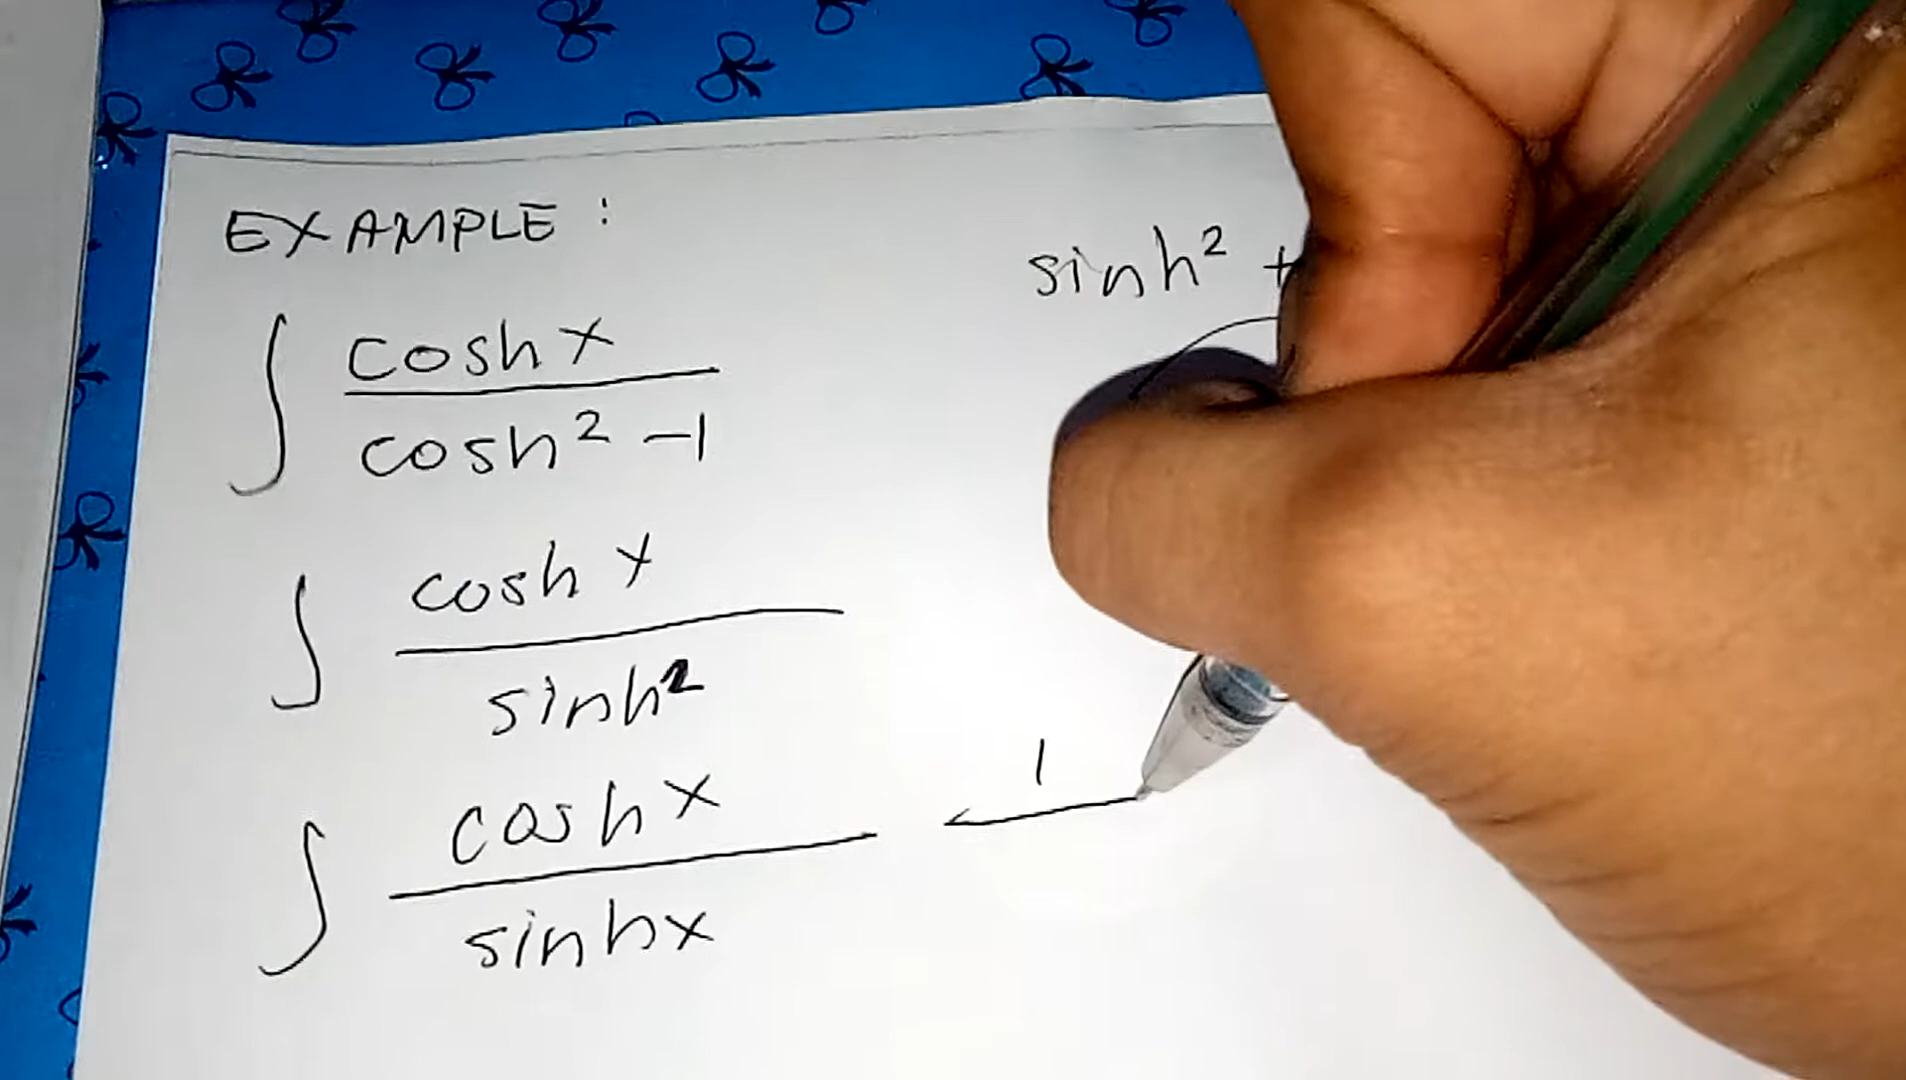 EXAMPLE :
sinh² +
∫ cosh x
cosh² -1
∫ cosh x
sinh²
∫ cosh x 1
sinh x